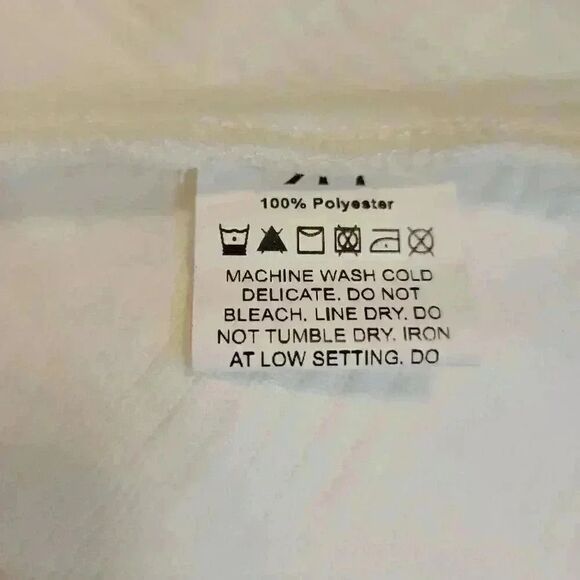 100% Polyester
MACHINE WASH COLD
DELICATE. DO NOT
BLEACH. LINE DRY. DO
NOT TUMBLE DRY. IRON
AT LOW SETTING. DO